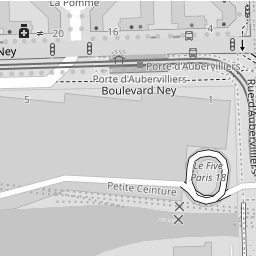 La Pomme
Ney
20
16
Porte d'Aubervilliers
Porte d'Aubervilliers
Boulevard Ney
5
1
Rue d'Aubervilliers
Le Five
Paris 18
Petite Ceinture